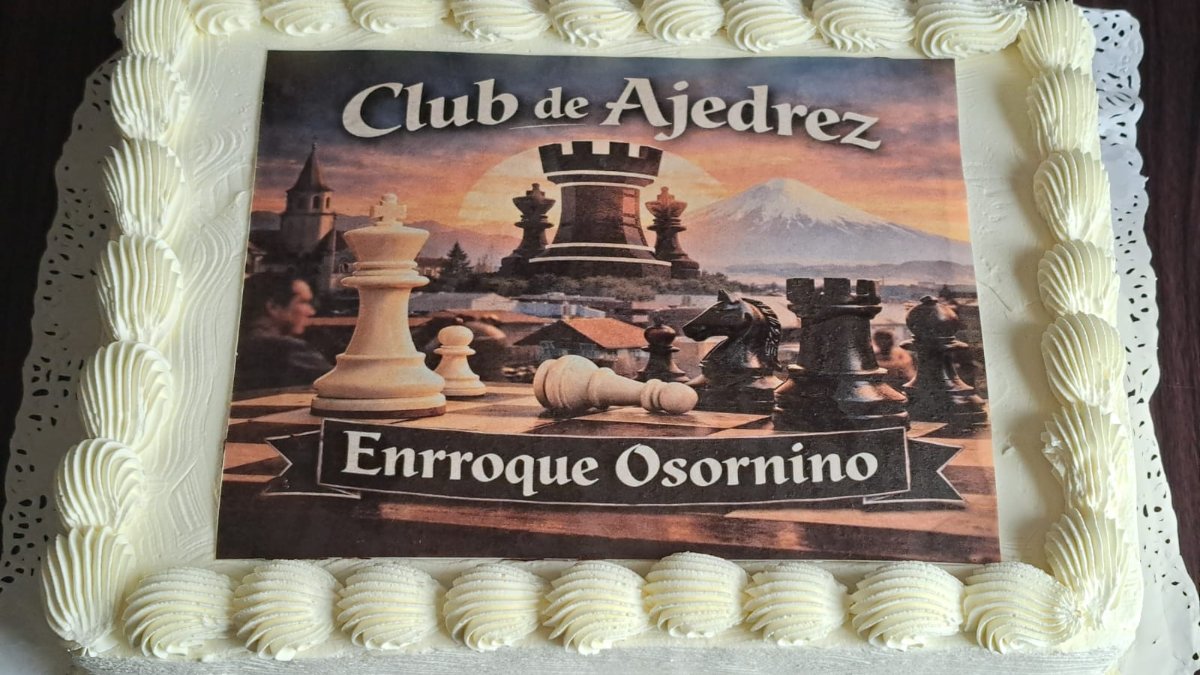 Club de Ajedrez
Enrroque Osornino